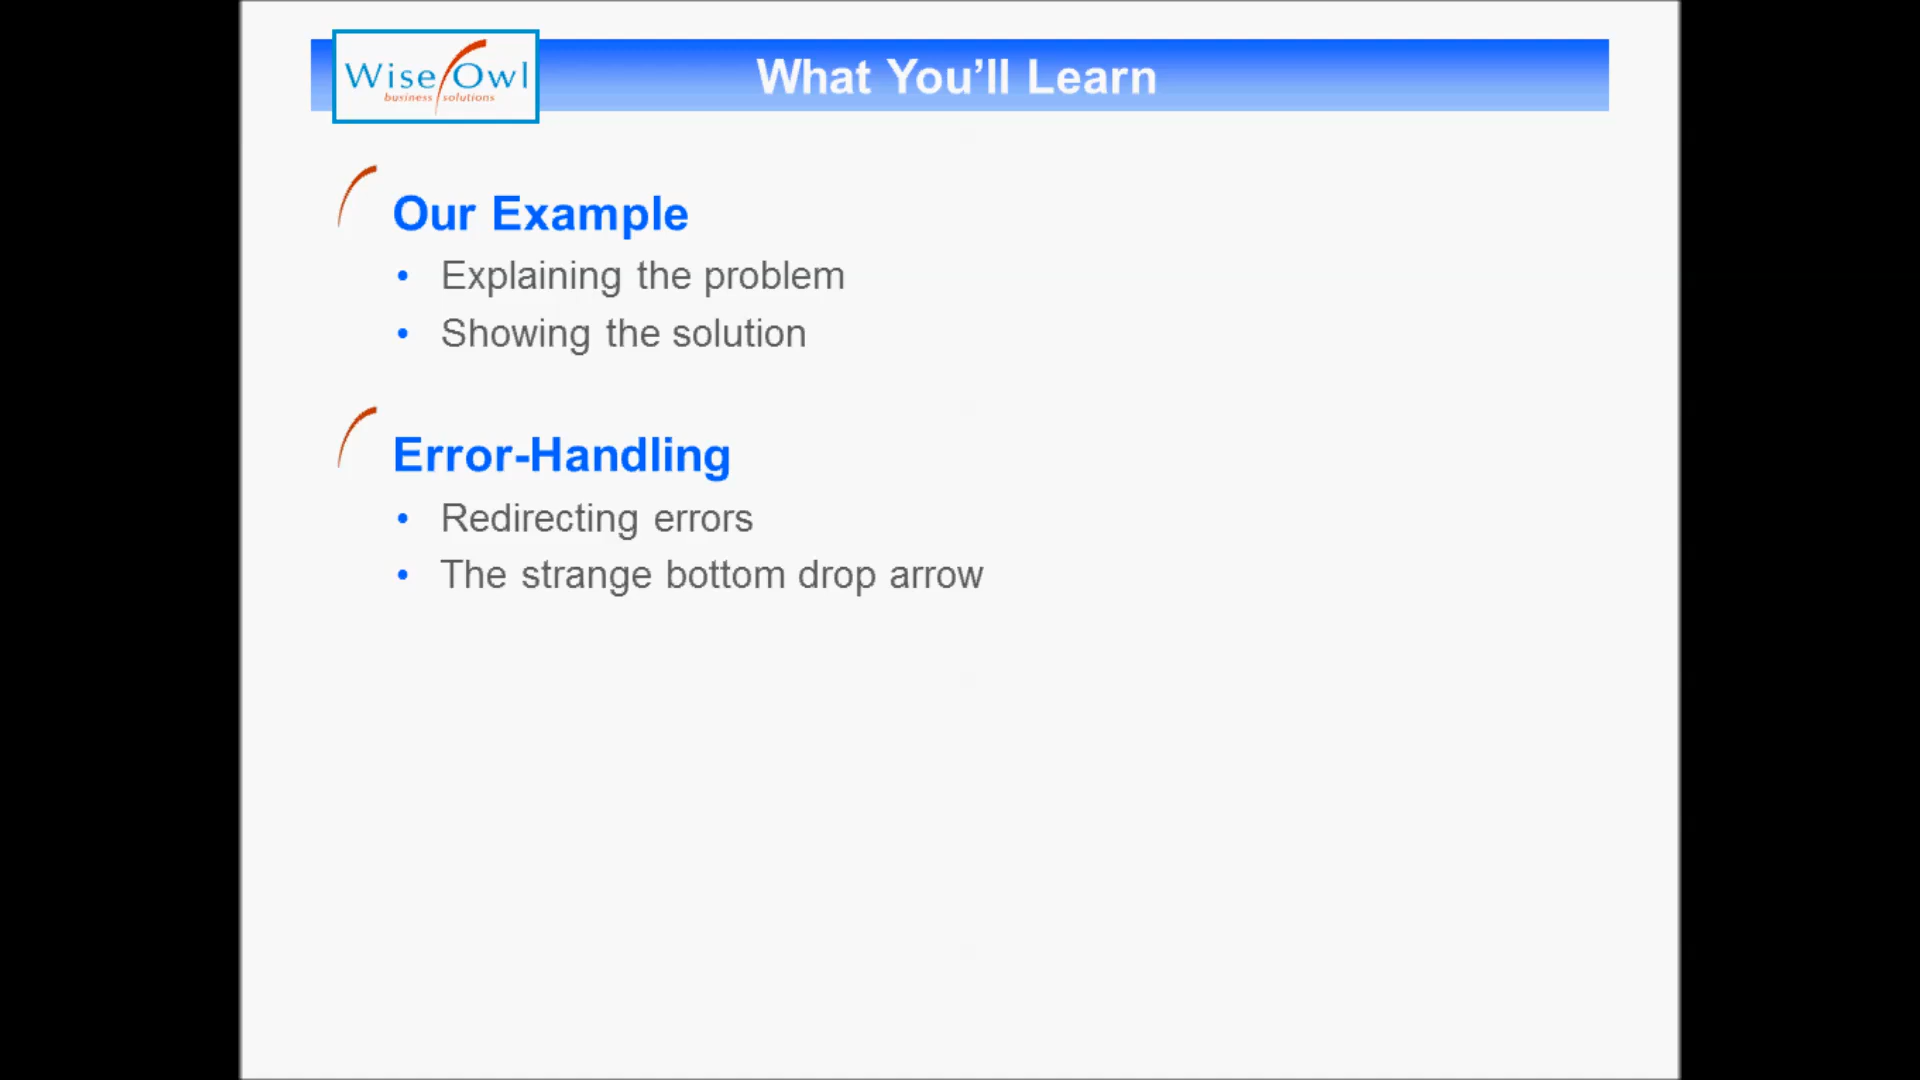 Wise Owl
business solutions
What You’ll Learn
Our Example
• Explaining the problem
• Showing the solution
Error-Handling
• Redirecting errors
• The strange bottom drop arrow